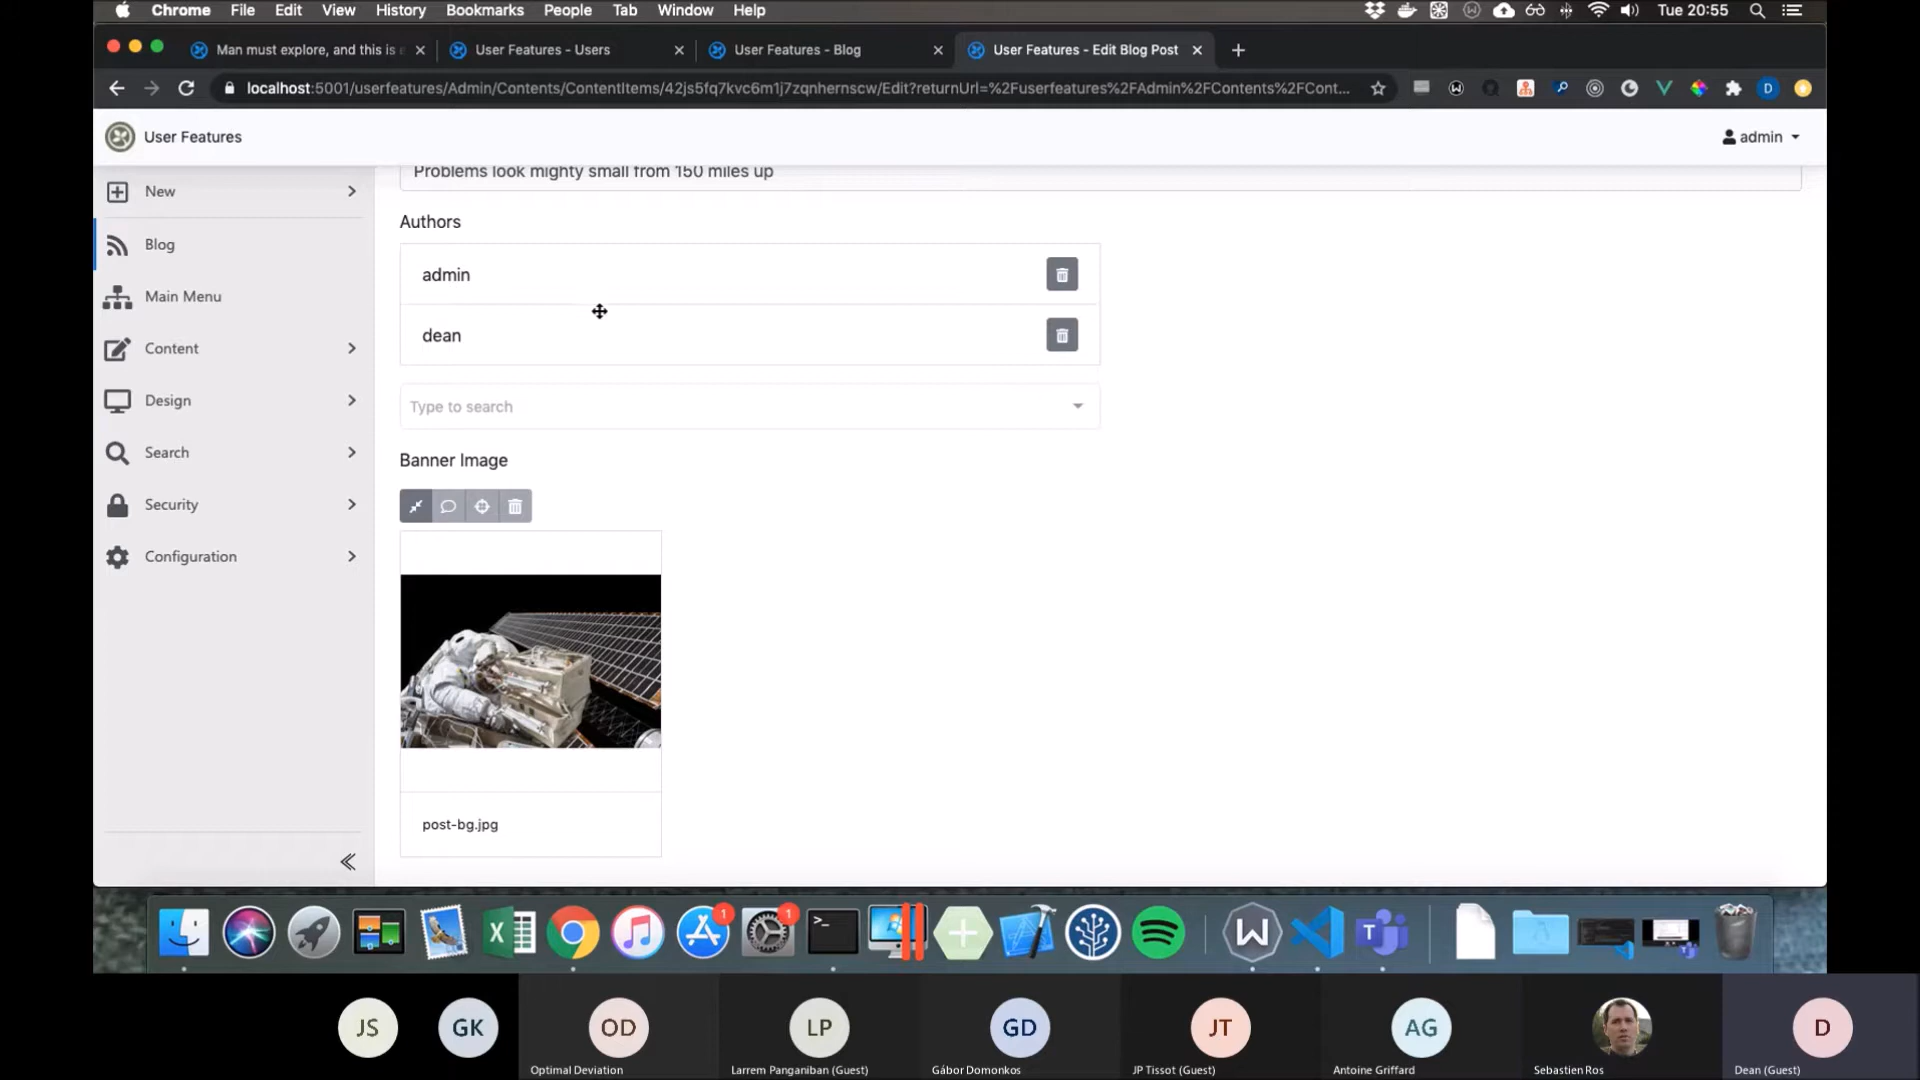 Chrome File Edit View History Bookmarks People Tab Window Help Tue 20:55
Man must explore, and this is e
User Features - Users
User Features - Blog
User Features - Edit Blog Post
localhost:5001/userfeatures/Admin/Contents/ContentItems/42js5fq7kvc6m1j7zqnhernscw/Edit?returnUrl=%2Fuserfeatures%2FAdmin%2FContents%2FCont...
D
User Features
admin
New
Blog
Main Menu
Content
Design
Search
Security
Configuration
Problems look mighty small from 150 miles up
Authors
admin
dean
Type to search
Banner Image
post-bg.jpg
1
1
JS
GK
OD
LP
GD
JT
AG
D
Optimal Deviation
Larrem Panganiban (Guest)
Gábor Domonkos
JP Tissot (Guest)
Antoine Griffard
Sebastien Ros
Dean (Guest)